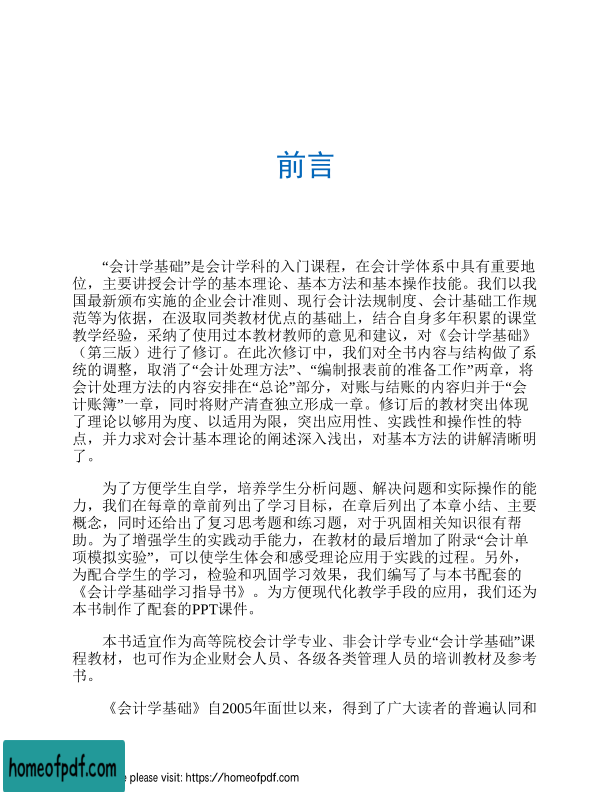 前言
“会计学基础”是会计学科的入门课程，在会计学体系中具有重要地
位，主要讲授会计学的基本理论、基本方法和基本操作技能。我们以我
国最新颁布实施的企业会计准则、现行会计法规制度、会计基础工作规
范等为依据，在汲取同类教材优点的基础上，结合自身多年积累的课堂
教学经验，采纳了使用过本教材教师的意见和建议，对《会计学基础》
（第三版）进行了修订。在此次修订中，我们对全书内容与结构做了系
统的调整，取消了“会计处理方法”、“编制报表前的准备工作”两章，将
会计处理方法的内容安排在“总论”部分，对账与结账的内容归并于“会
计账簿”一章，同时将财产清查独立形成一章。修订后的教材突出体现
了理论以够用为度、以适用为限，突出应用性、实践性和操作性的特
点，并力求对会计基本理论的阐述深入浅出，对基本方法的讲解清晰明
了。
为了方便学生自学，培养学生分析问题、解决问题和实际操作的能
力，我们在每章的章前列出了学习目标，在章后列出了本章小结、主要
概念，同时还给出了复习思考题和练习题，对于巩固相关知识很有帮
助。为了增强学生的实践动手能力，在教材的最后增加了附录“会计单
项模拟实验”，可以使学生体会和感受理论应用于实践的过程。另外，
为配合学生的学习，检验和巩固学习效果，我们编写了与本书配套的
《会计学基础学习指导书》。为方便现代化教学手段的应用，我们还为
本书制作了配套的PPT课件。
本书适宜作为高等院校会计学专业、非会计学专业“会计学基础”课
程教材，也可作为企业财会人员、各级各类管理人员的培训教材及参考
书。
《会计学基础》自2005年面世以来，得到了广大读者的普遍认同和
homeofpdf.com
e please visit: https://homeofpdf.com